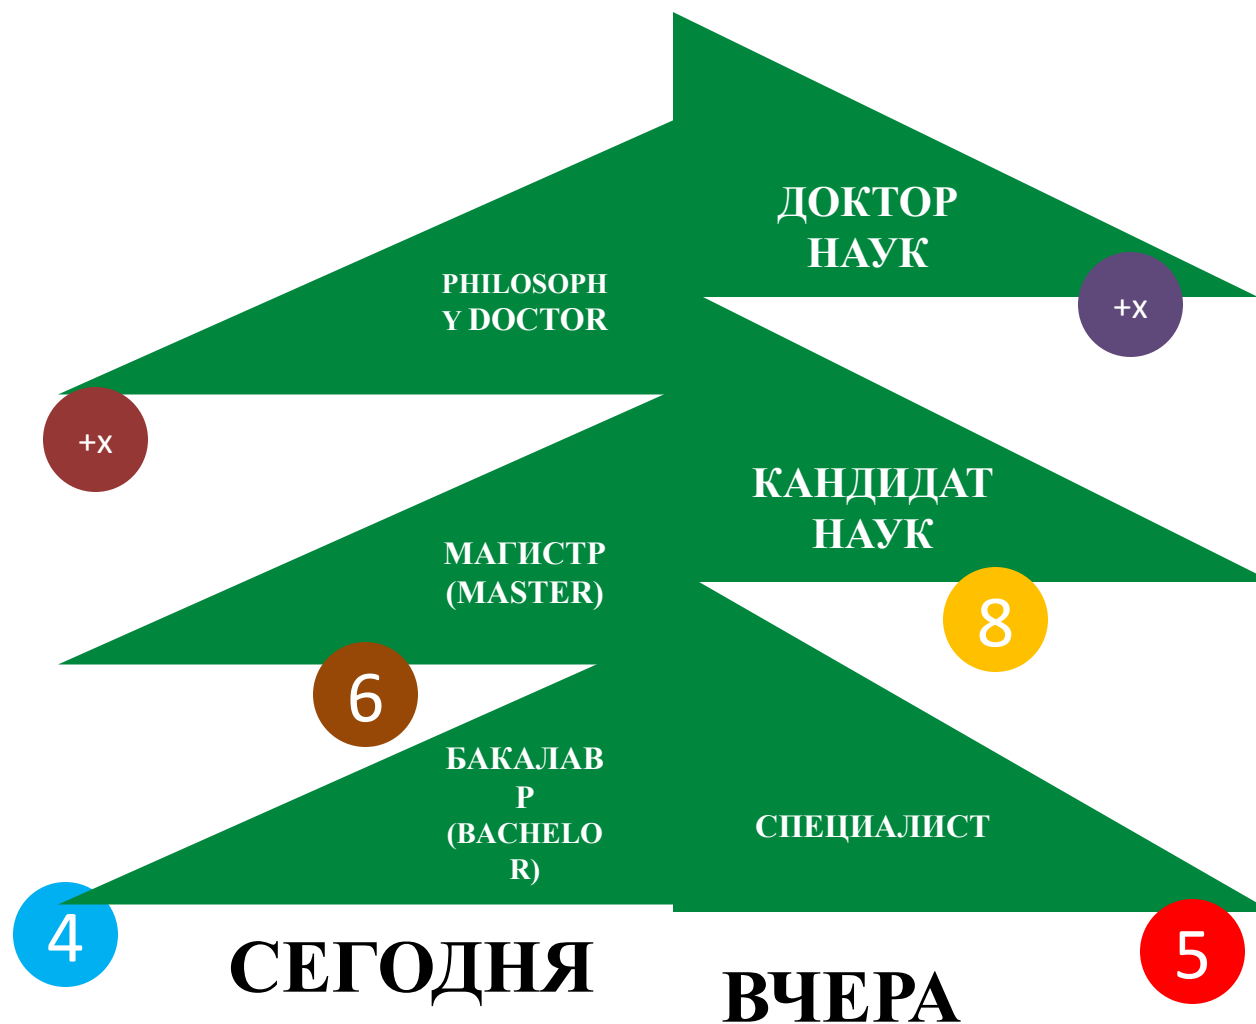 ДОКТОР
НАУК
+x
PHILOSOPH
Y DOCTOR
+x
КАНДИДАТ
НАУК
8
МАГИСТР
(MASTER)
6
БАКАЛАВ
Р
(BACHELO
R)
4
СПЕЦИАЛИСТ
5
СЕГОДНЯ
ВЧЕРА